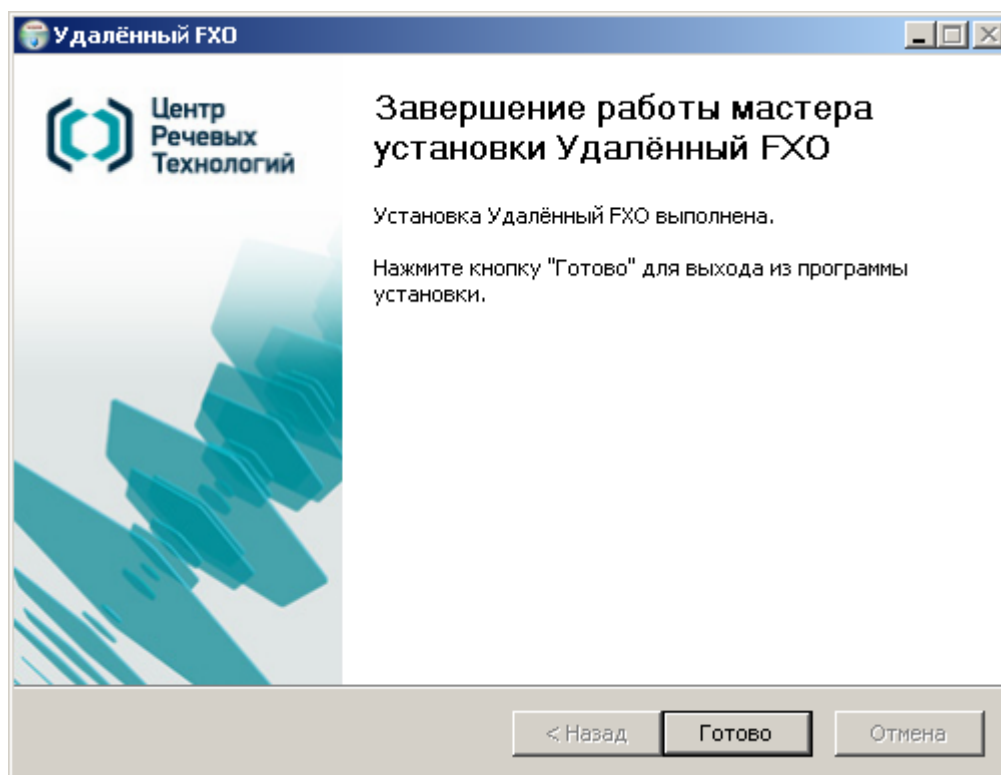 Удалённый FXO
Центр
Речевых
Технологий
Завершение работы мастера
установки Удалённый FXO
Установка Удалённый FXO выполнена.
Нажмите кнопку "Готово" для выхода из программы
установки.
< Назад
Готово
Отмена